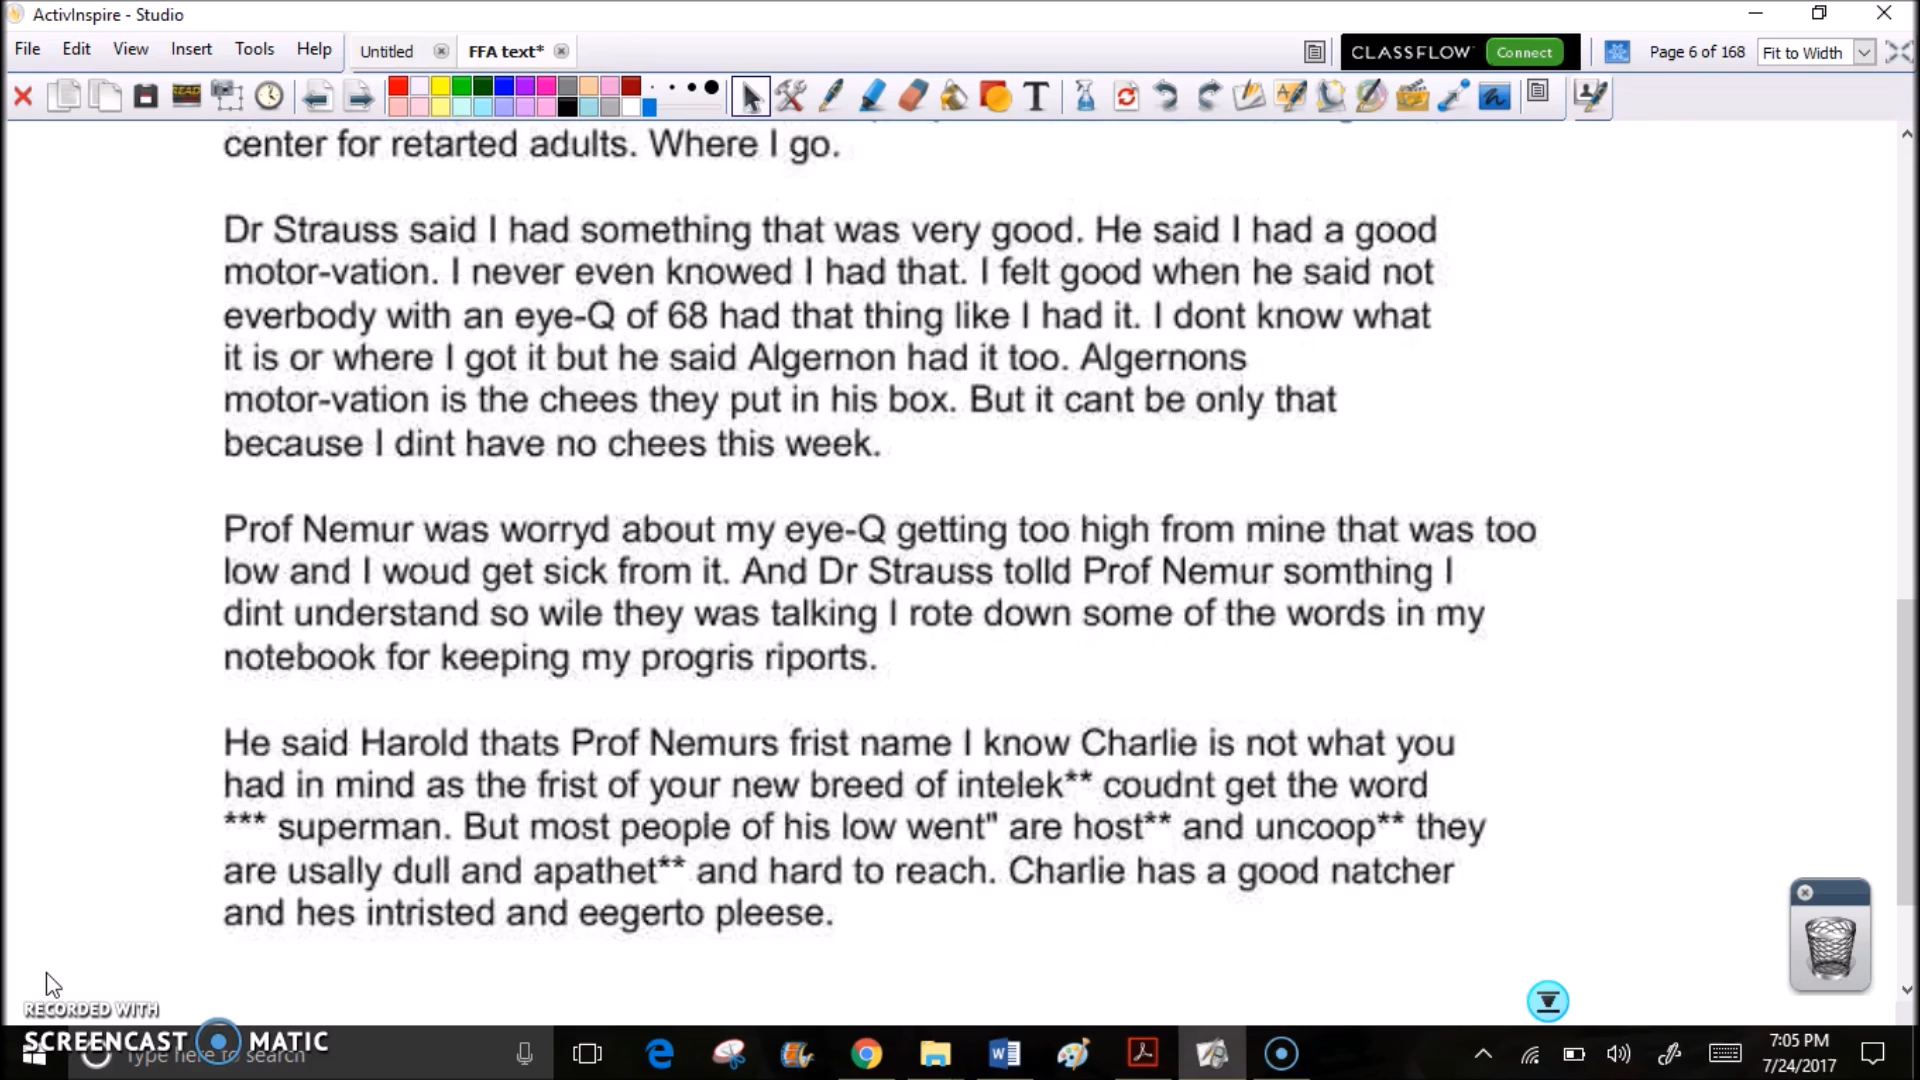 ActivInspire - Studio
File Edit View Insert Tools Help
Untitled
FFA text*
CLASSFLOW Connect
Page 6 of 168
Fit to Width
center for retarted adults. Where I go.
Dr Strauss said I had something that was very good. He said I had a good
motor-vation. I never even knowed I had that. I felt good when he said not
everbody with an eye-Q of 68 had that thing like I had it. I dont know what
it is or where I got it but he said Algernon had it too. Algernons
motor-vation is the chees they put in his box. But it cant be only that
because I dint have no chees this week.
Prof Nemur was worryd about my eye-Q getting too high from mine that was too
low and I woud get sick from it. And Dr Strauss tolld Prof Nemur somthing I
dint understand so wile they was talking I rote down some of the words in my
notebook for keeping my progris riports.
He said Harold thats Prof Nemurs frist name I know Charlie is not what you
had in mind as the frist of your new breed of intelek** coudnt get the word
*** superman. But most people of his low went" are host** and uncoop** they
are usally dull and apathet** and hard to reach. Charlie has a good natcher
and hes intristed and eegerto pleese.
RECORDED WITH
SCREENCAST MATIC
Type here to search
7:05 PM
7/24/2017